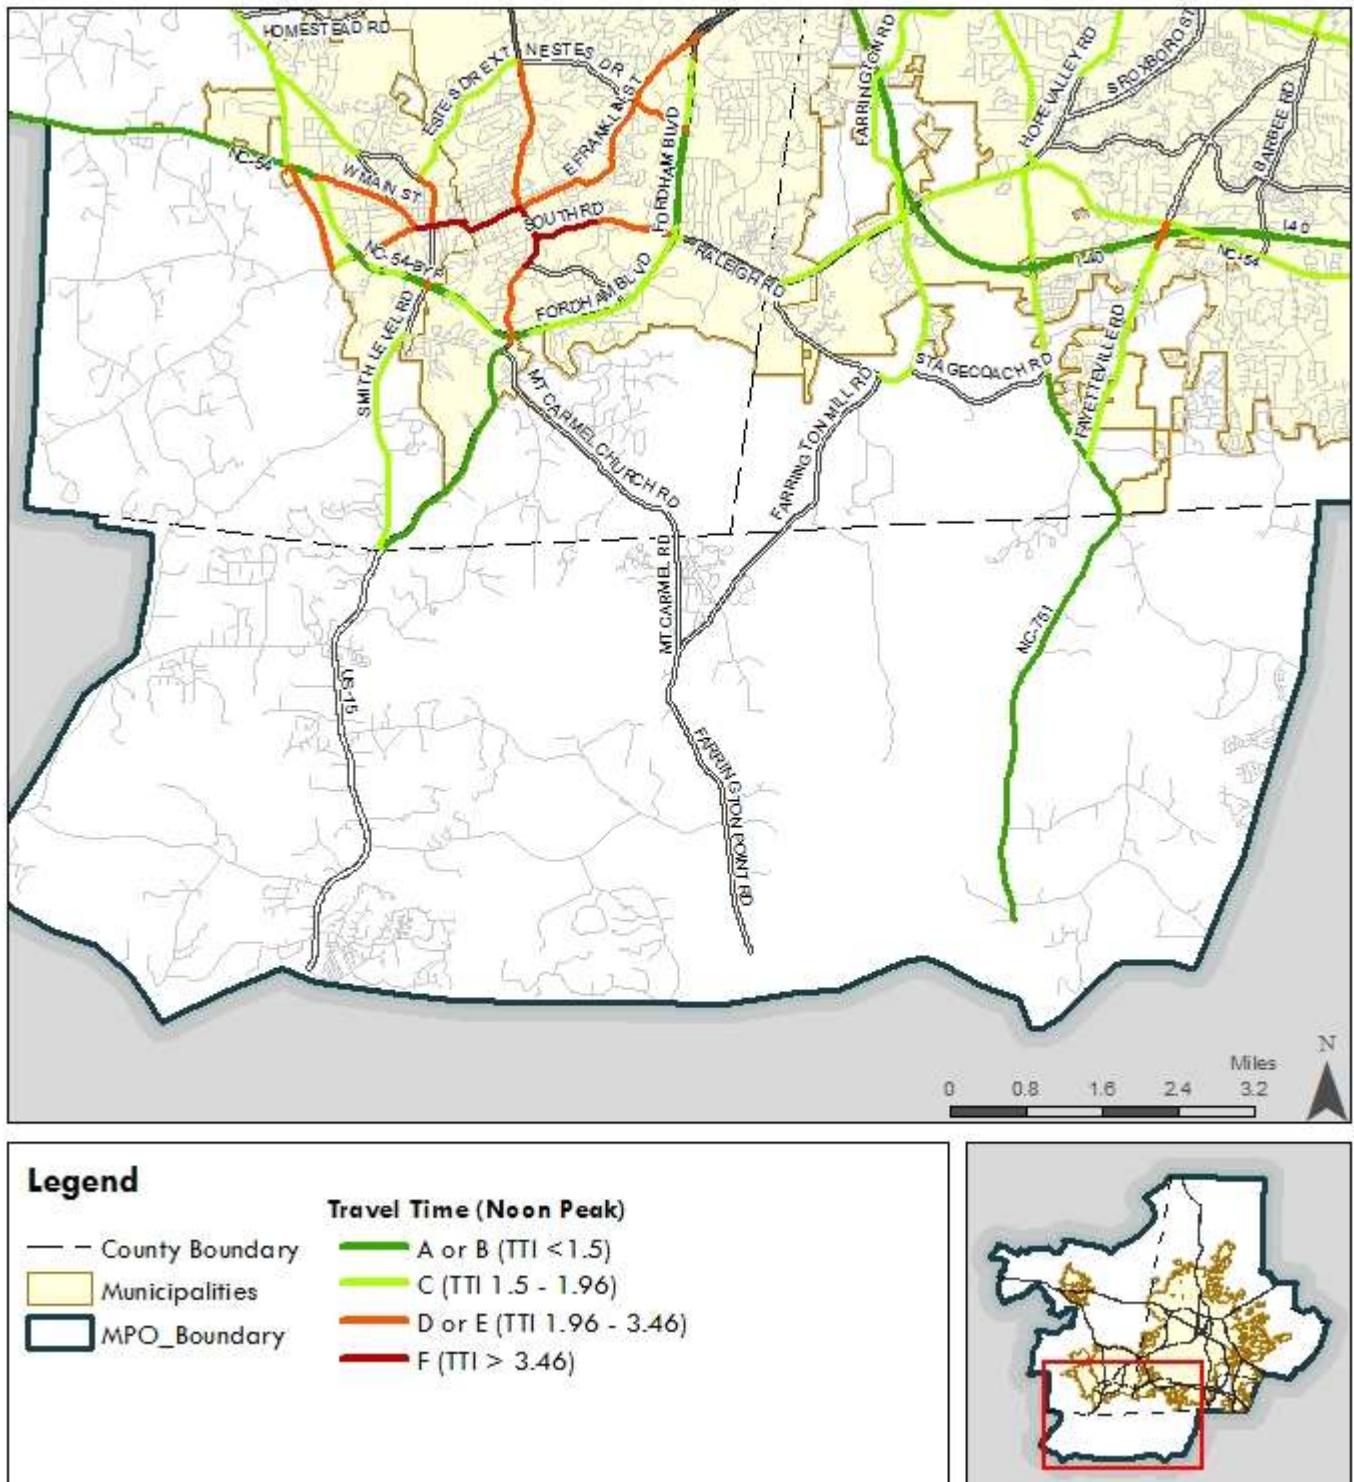 HOMESTEAD RD
ESTES DR EXT
N ESTES DR
E FRANKLIN ST
FORDHAM BLVD
FARRINGTON RD
HOPE VALLEY RD
S ROXBORO ST
BARBEE RD
NC-54
W MAIN ST
SOUTH RD
NC-54-BYP
RALEIGH RD
I-40
I-40
NC-54
FORDHAM BLVD
SMITH LEVEL RD
STAGECOACH RD
FAYETTEVILLE RD
MT CARMEL CHURCH RD
FARRINGTON MILL RD
MT CARMEL RD
NC-751
US-15
FARRINGTON POINT RD
N
Miles
0 0.8 1.6 2.4 3.2
Legend
County Boundary
Municipalities
MPO_Boundary
Travel Time (Noon Peak)
A or B (TTI <1.5)
C (TTI 1.5 - 1.96)
D or E (TTI 1.96 - 3.46)
F (TTI > 3.46)